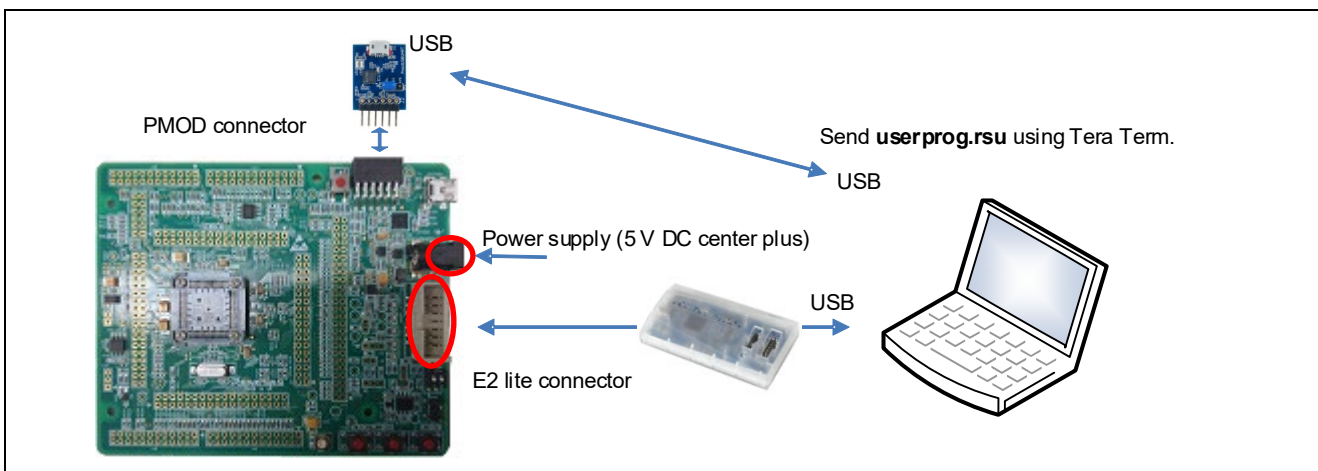 USB
PMOD connector
Send userprog.rsu using Tera Term.
USB
Power supply (5 V DC center plus)
USB
E2 lite connector